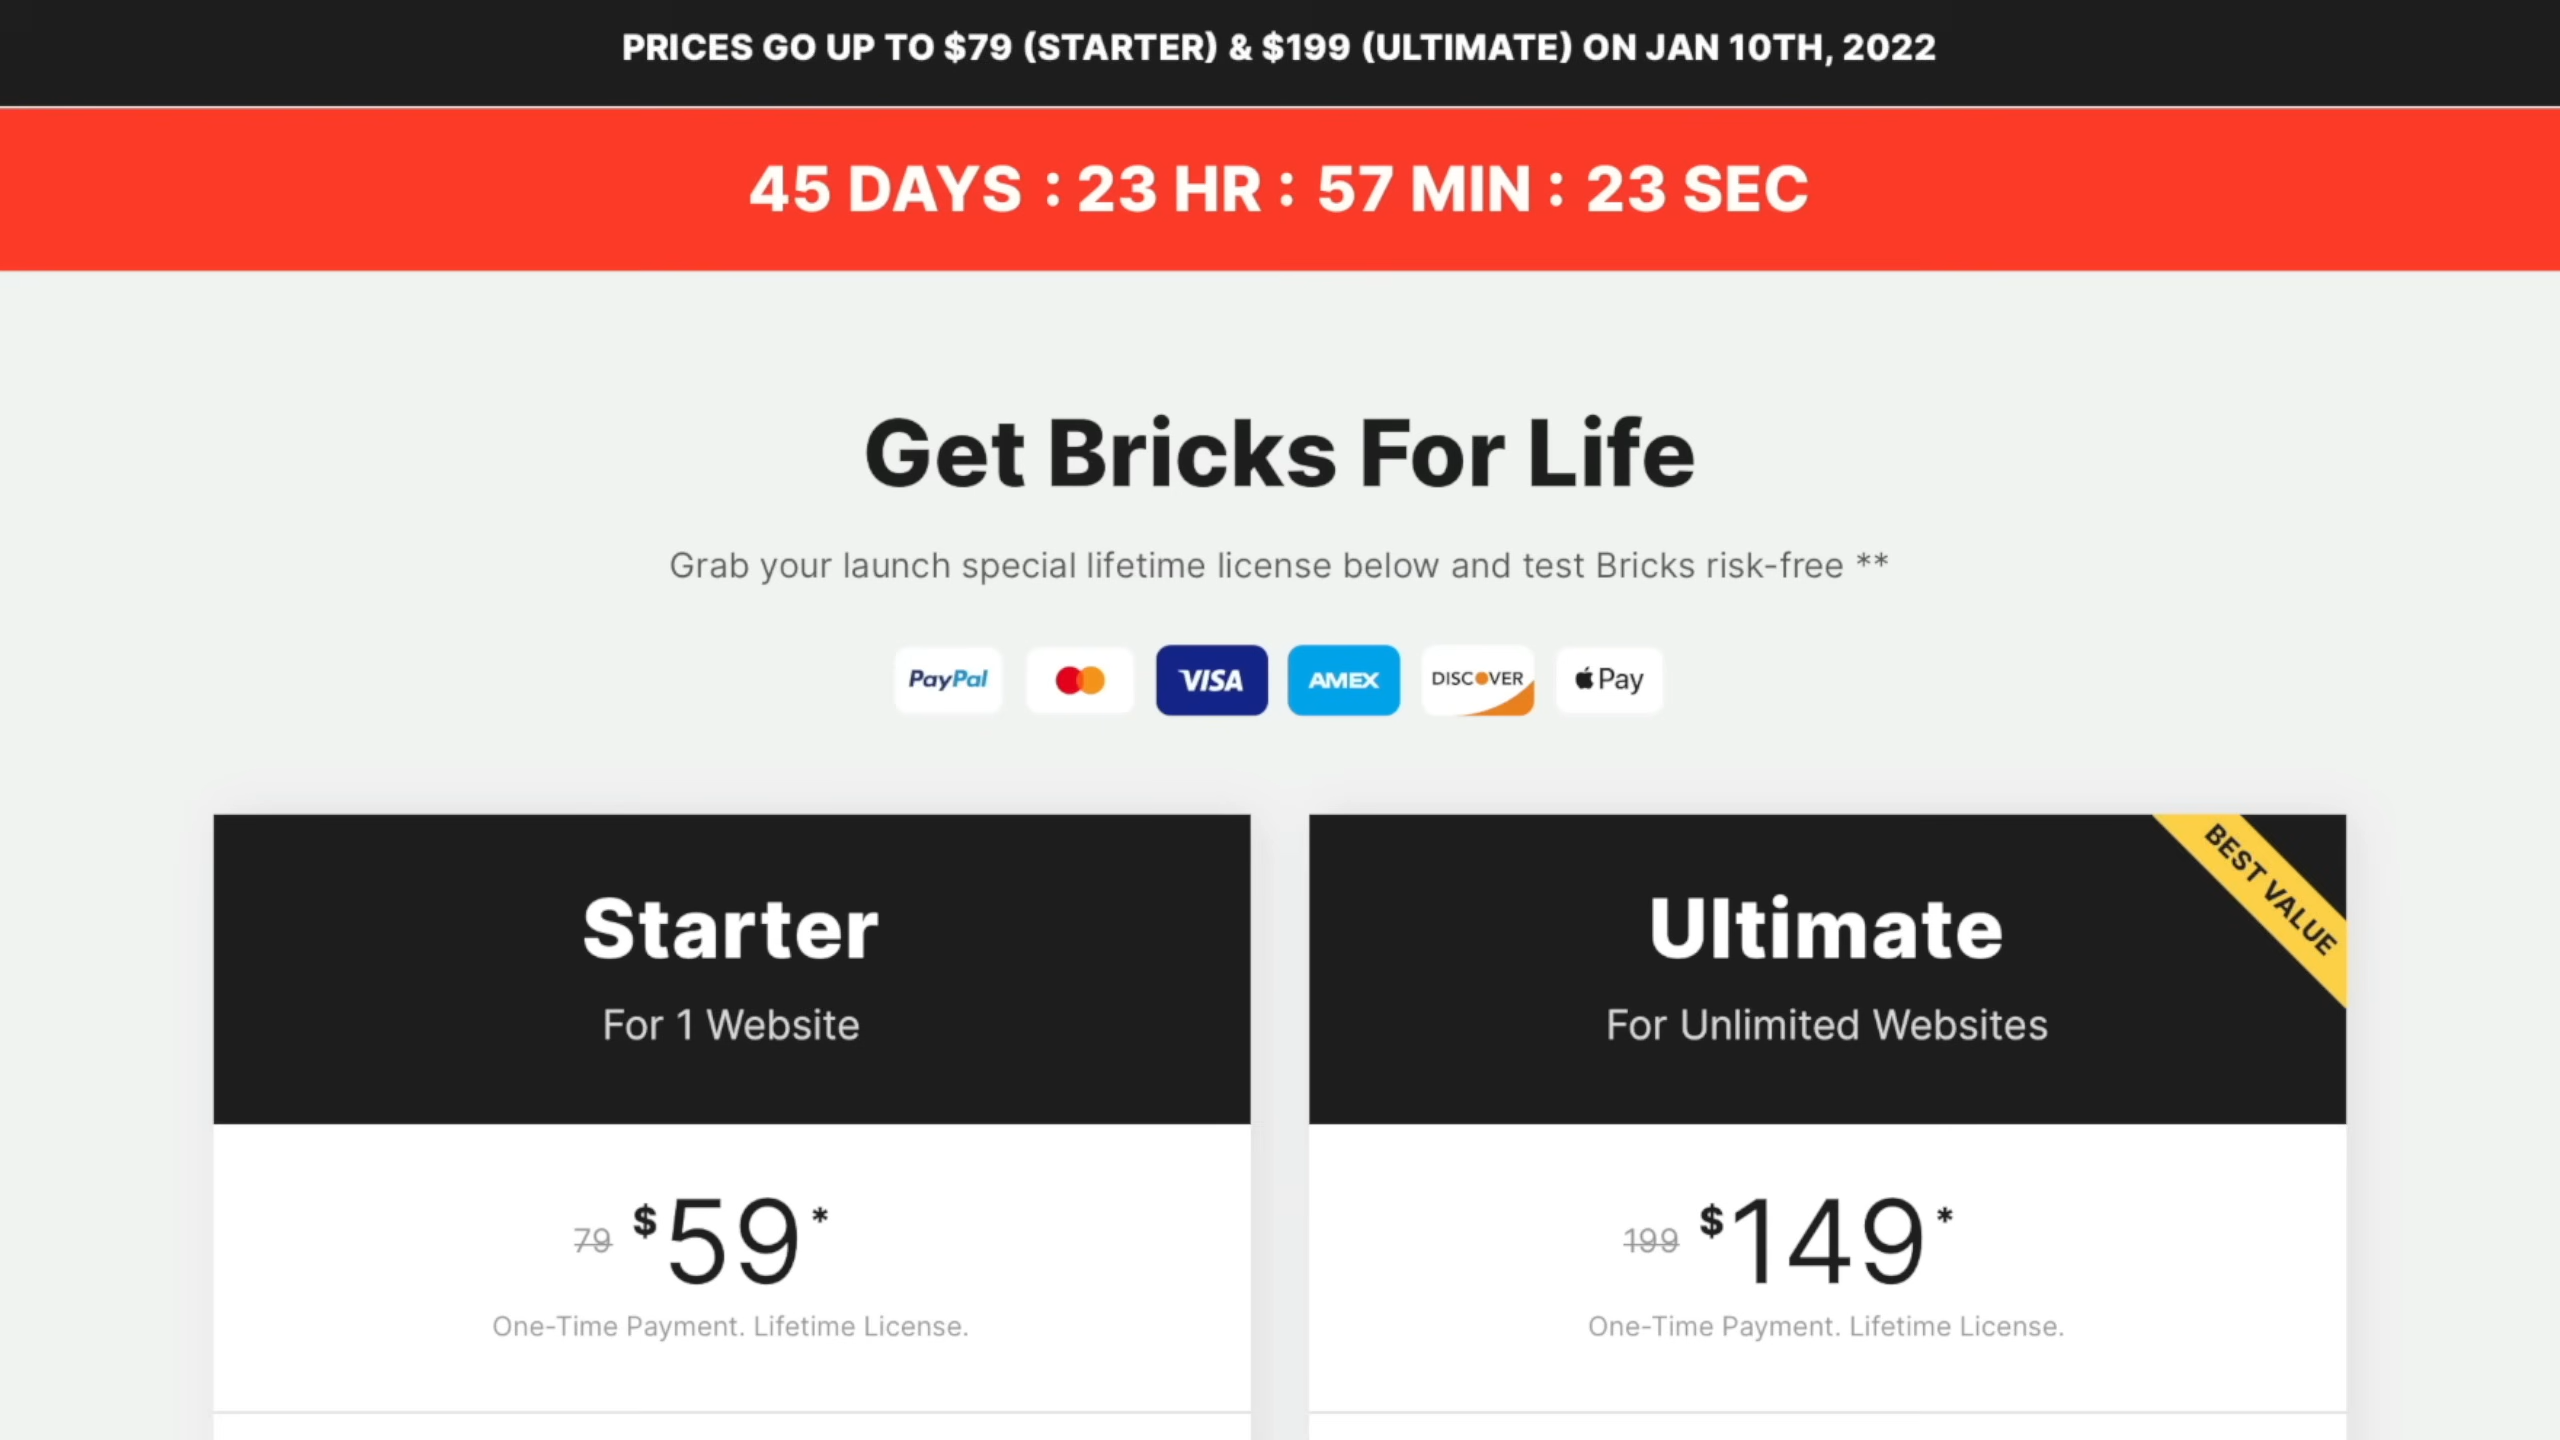 PRICES GO UP TO $79 (STARTER) & $199 (ULTIMATE) ON JAN 10TH, 2022
45 DAYS : 23 HR : 57 MIN : 23 SEC
Get Bricks For Life
Grab your launch special lifetime license below and test Bricks risk-free **
PayPal VISA AMEX DISCOVER Pay
Starter
For 1 Website
79 $59*
One-Time Payment. Lifetime License.
BEST VALUE
Ultimate
For Unlimited Websites
199 $149*
One-Time Payment. Lifetime License.